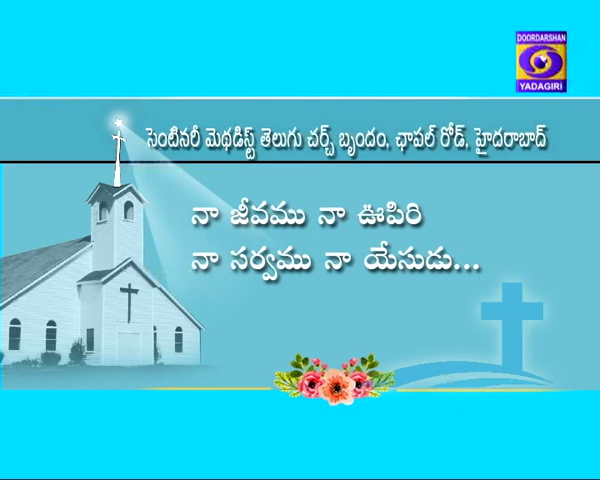 DOORDARSHAN
YADAGIRI
సెంటినరీ మెథడిస్ట్ తెలుగు చర్చ్ బృందం, ఛాపల్ రోడ్, హైదరాబాద్
నా జీవము నా ఊపిరి
నా సర్వము నా యేసుడు...